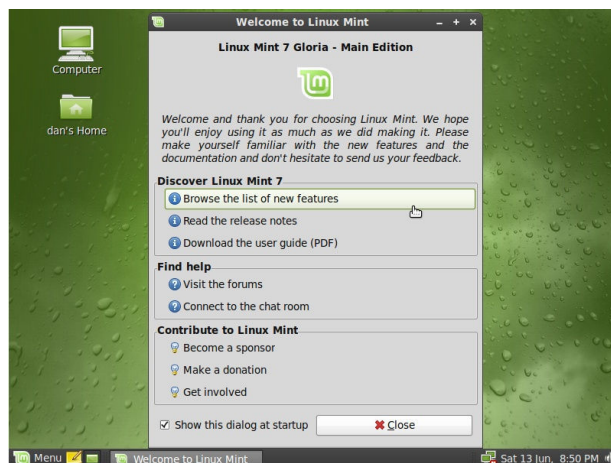 Welcome to Linux Mint
Computer
dan's Home
Linux Mint 7 Gloria - Main Edition
Welcome and thank you for choosing Linux Mint. We hope
you'll enjoy using it as much as we did making it. Please
make yourself familiar with the new features and the
documentation and don't hesitate to send us your feedback.
Discover Linux Mint 7
Browse the list of new features
Read the release notes
Download the user guide (PDF)
Find help
Visit the forums
Connect to the chat room
Contribute to Linux Mint
Become a sponsor
Make a donation
Get involved
Show this dialog at startup
Close
Menu
Welcome to Linux Mint
Sat 13 Jun, 8:50 PM